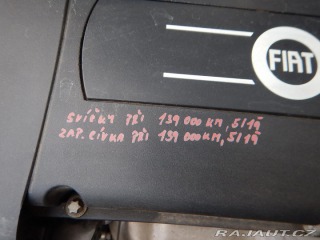 FIAT
SVÍČKY PŘI 139 000 KM, 5/19
ZAP. CÍVKA PŘI 139 000 KM, 5/19
RAJAUT.CZ